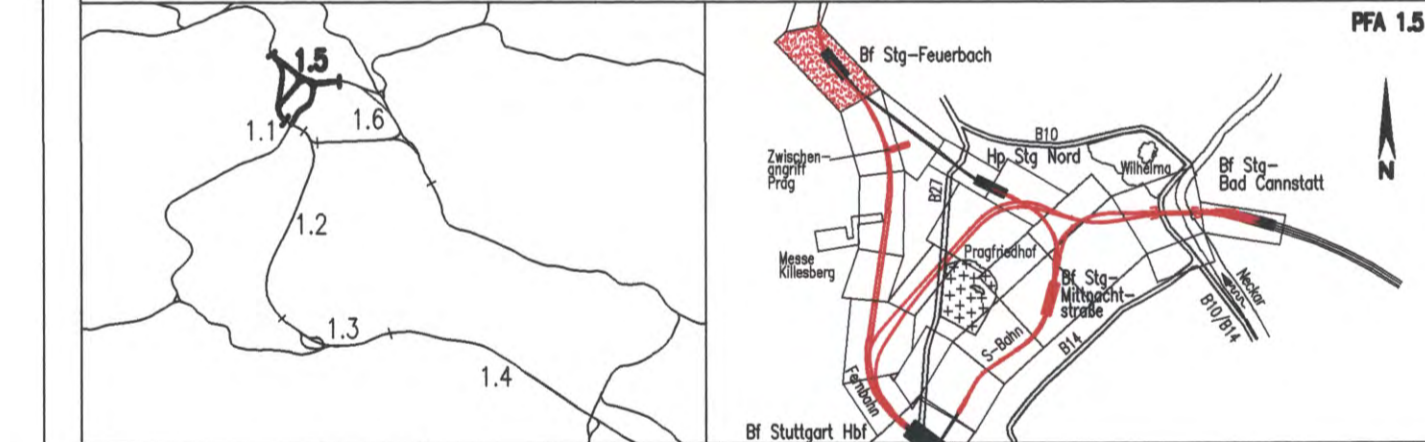 1.5
1.1
1.6
1.2
1.3
1.4
PFA 1.5
Bf Stg-Feuerbach
B10
Zwischen-
angriff
Prag
Hp Stg Nord
Wilhelma
Bf Stg-
Bad Cannstatt
N
B27
Messe
Killesberg
Pragfriedhof
Bf Stg-
Mittnacht-
straße
Neckar
B10/B14
S-Bahn
B14
Fernbahn
Bf Stuttgart Hbf